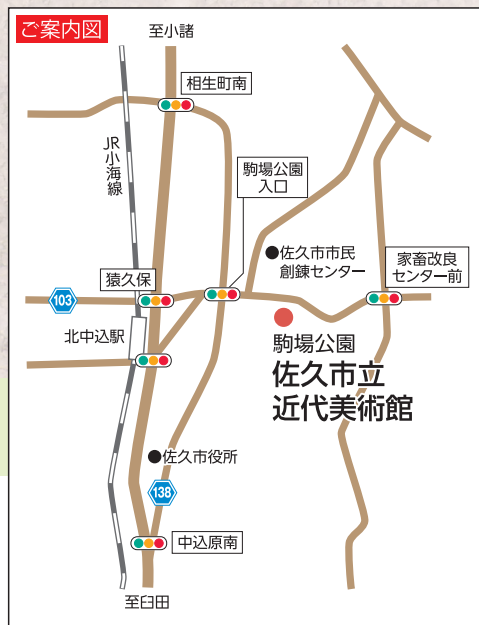 ご案内図
至小諸
相生町南
JR小海線
駒場公園
入口
佐久市市民
創錬センター
家畜改良
センター前
猿久保
103
北中込駅
駒場公園
佐久市立
近代美術館
佐久市役所
138
中込原南
至臼田